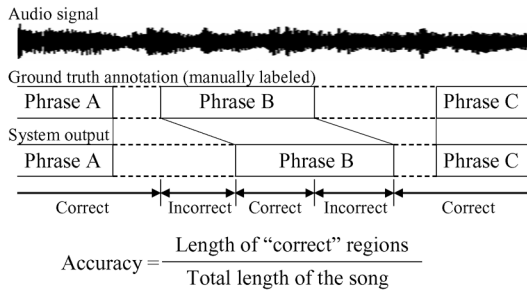 Audio signal
Ground truth annotation (manually labeled)
Phrase A Phrase B Phrase C
System output
Phrase A Phrase B Phrase C
Correct Incorrect Correct Incorrect Correct
Accuracy = Length of “correct” regions
Total length of the song